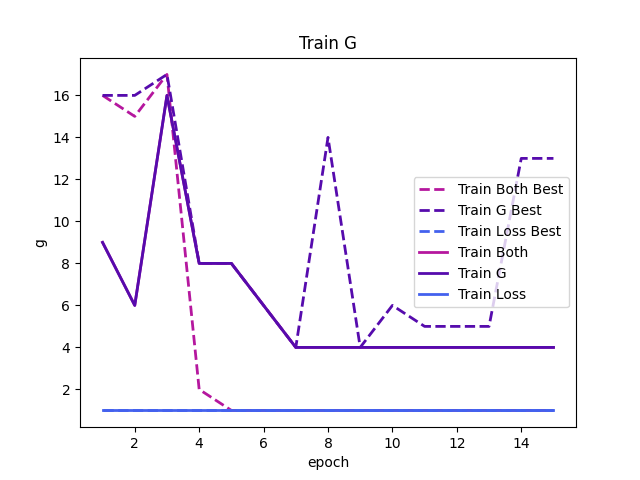 Train G
16
14
12
10
8
6
4
2
g
Train Both Best
Train G Best
Train Loss Best
Train Both
Train G
Train Loss
2 4 6 8 10 12 14
epoch